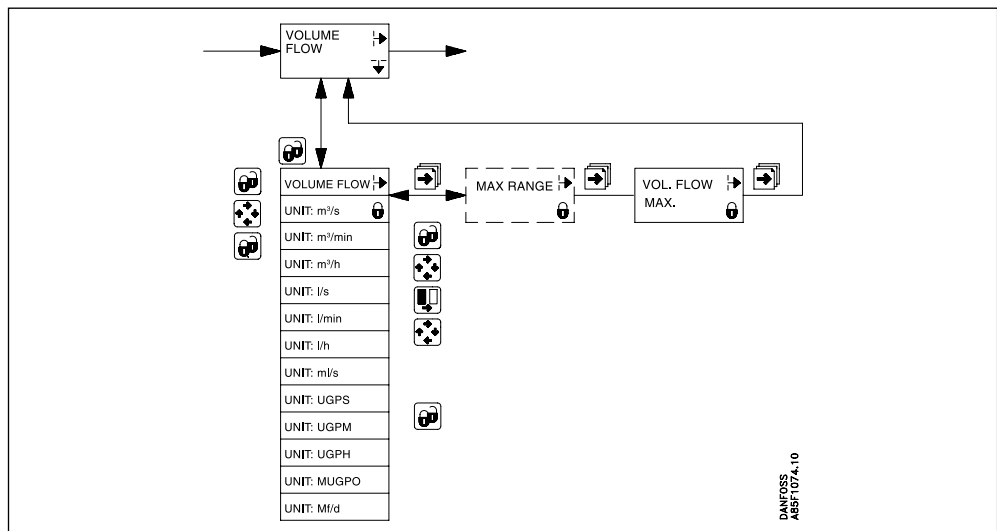 VOLUME
FLOW
VOLUME FLOW
UNIT: m³/s
UNIT: m³/min
UNIT: m³/h
UNIT: l/s
UNIT: l/min
UNIT: l/h
UNIT: ml/s
UNIT: UGPS
UNIT: UGPM
UNIT: UGPH
UNIT: MUGPO
UNIT: Mf/d
MAX RANGE
VOL. FLOW
MAX.
DANFOSS
A85F1074.10